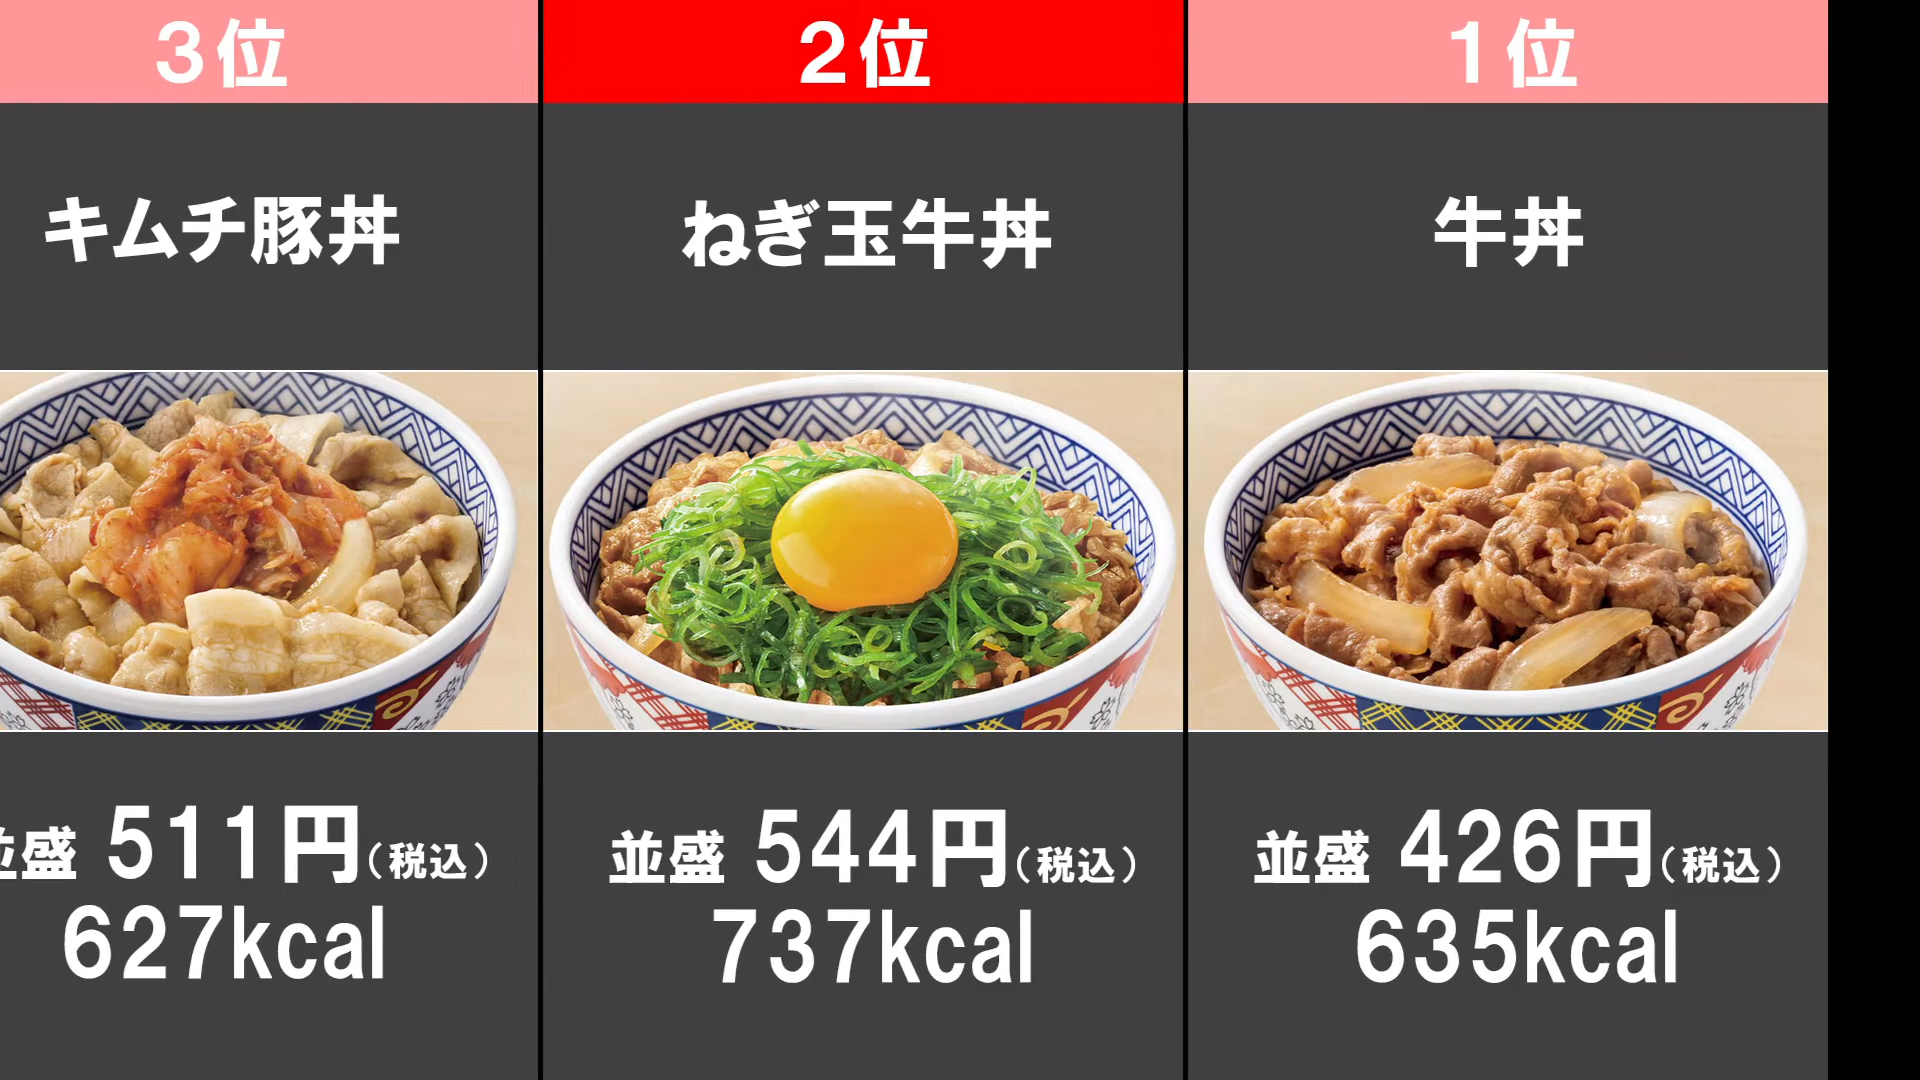 3位
キムチ豚丼
並盛 511円(税込)
627kcal
2位
ねぎ玉牛丼
並盛 544円(税込)
737kcal
1位
牛丼
並盛 426円(税込)
635kcal